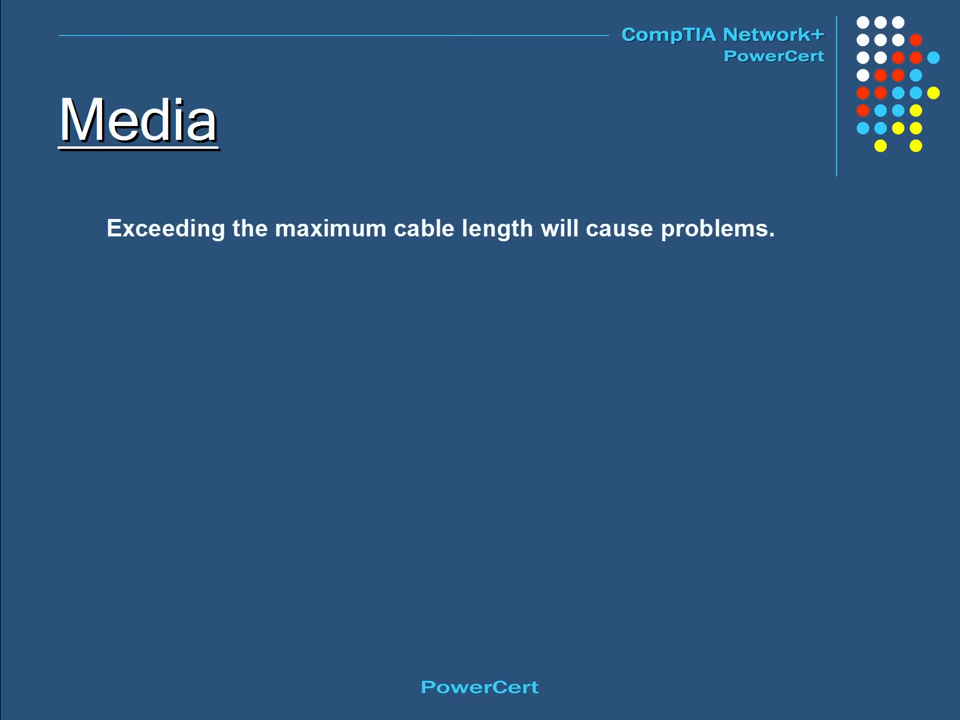 CompTIA Network+
PowerCert
Media
Exceeding the maximum cable length will cause problems.
PowerCert